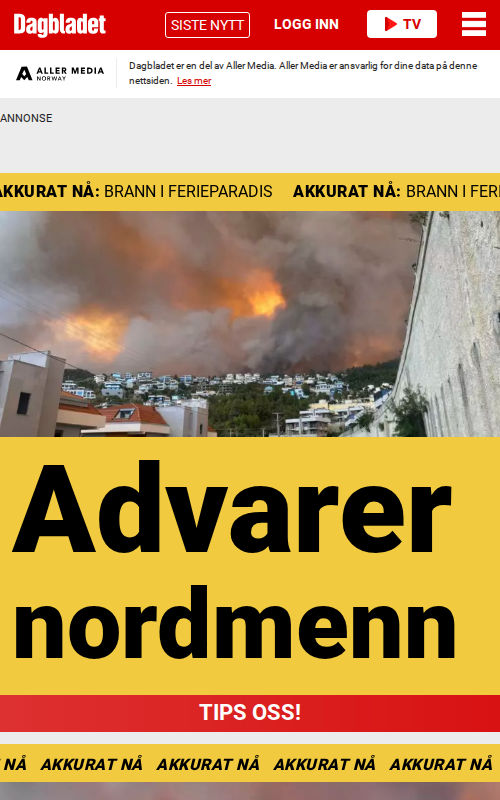 Dagbladet SISTE NYTT LOGG INN TV
ALLER MEDIA
NORWAY
Dagbladet er en del av Aller Media. Aller Media er ansvarlig for dine data på denne
nettsiden. Les mer
ANNONSE
AKKURAT NÅ: BRANN I FERIEPARADIS AKKURAT NÅ: BRANN I FERI
Advarer
nordmenn
TIPS OSS!
NÅ AKKURAT NÅ AKKURAT NÅ AKKURAT NÅ AKKURAT NÅ